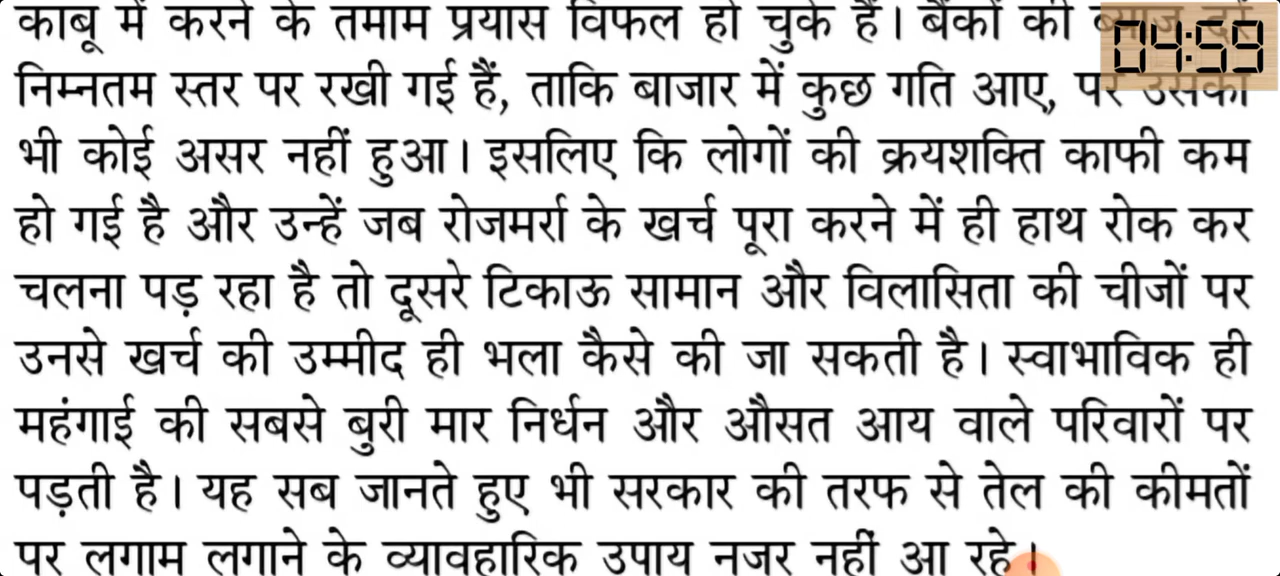 काबू में करने के तमाम प्रयास विफल हो चुके हैं। बैंकों की ब्याज दरें
04:59
निम्नतम स्तर पर रखी गई हैं, ताकि बाजार में कुछ गति आए, पर उसका
भी कोई असर नहीं हुआ। इसलिए कि लोगों की क्रयशक्ति काफी कम
हो गई है और उन्हें जब रोजमर्रा के खर्च पूरा करने में ही हाथ रोक कर
चलना पड़ रहा है तो दूसरे टिकाऊ सामान और विलासिता की चीजों पर
उनसे खर्च की उम्मीद ही भला कैसे की जा सकती है। स्वाभाविक ही
महंगाई की सबसे बुरी मार निर्धन और औसत आय वाले परिवारों पर
पड़ती है। यह सब जानते हुए भी सरकार की तरफ से तेल की कीमतों
पर लगाम लगाने के व्यावहारिक उपाय नजर नहीं आ रहे।